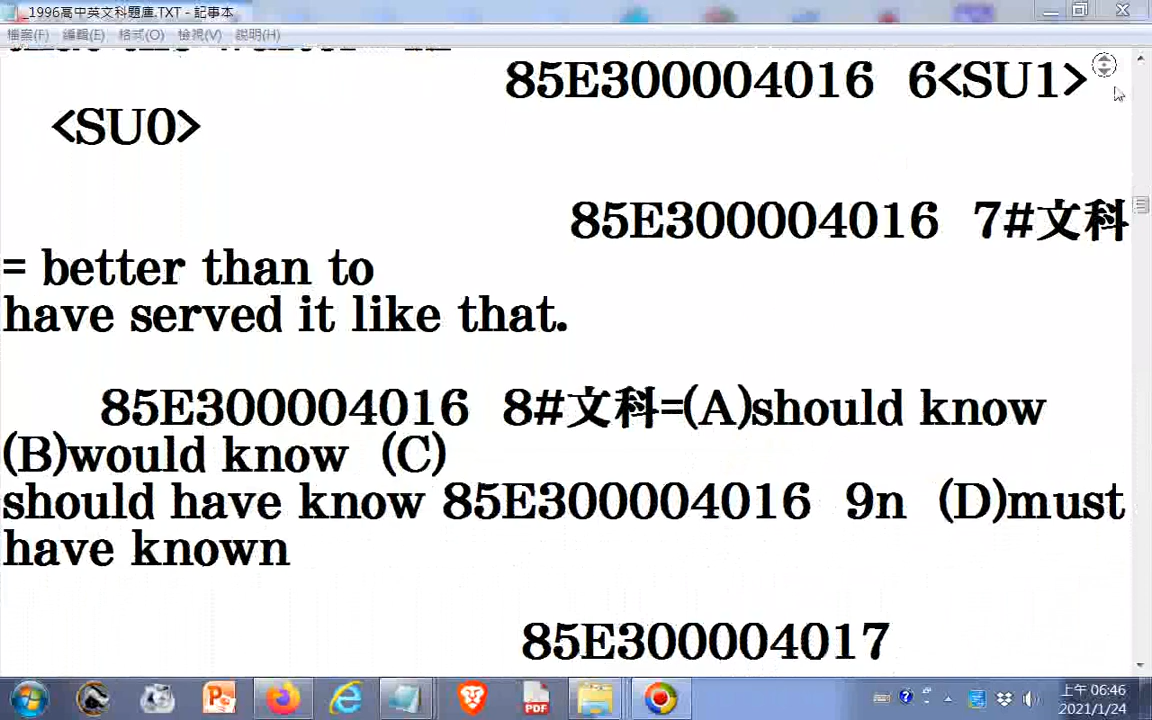 _1996高中英文科題庫.TXT - 記事本
檔案(F) 編輯(E) 格式(O) 檢視(V) 說明(H)
85E300004016 6<SU1>
<SU0>
85E300004016 7#文科
= better than to
have served it like that.
85E300004016 8#文科=(A)should know
(B)would know (C)
should have know 85E300004016 9n (D)must
have known
85E300004017
PDF
上午 06:46
2021/1/24